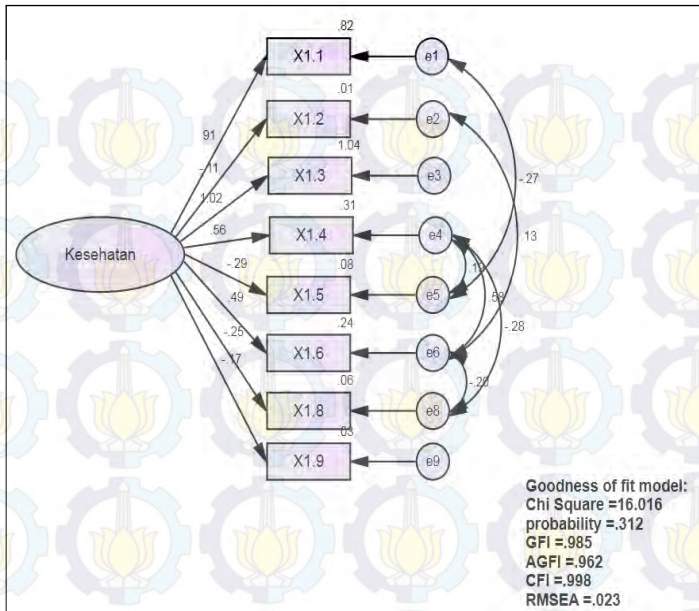 .82
X1.1
e1
.01
X1.2
e2
1.04
X1.3
e3
.31
X1.4
e4
.08
X1.5
e5
.24
X1.6
e6
.06
X1.8
e8
.03
X1.9
e9
Kesehatan
.91
-.11
1.02
.56
-.29
.49
-.25
-.17
-.27
.13
-.28
-.20
Goodness of fit model:
Chi Square =16.016
probability =.312
GFI =.985
AGFI =.962
CFI =.998
RMSEA =.023